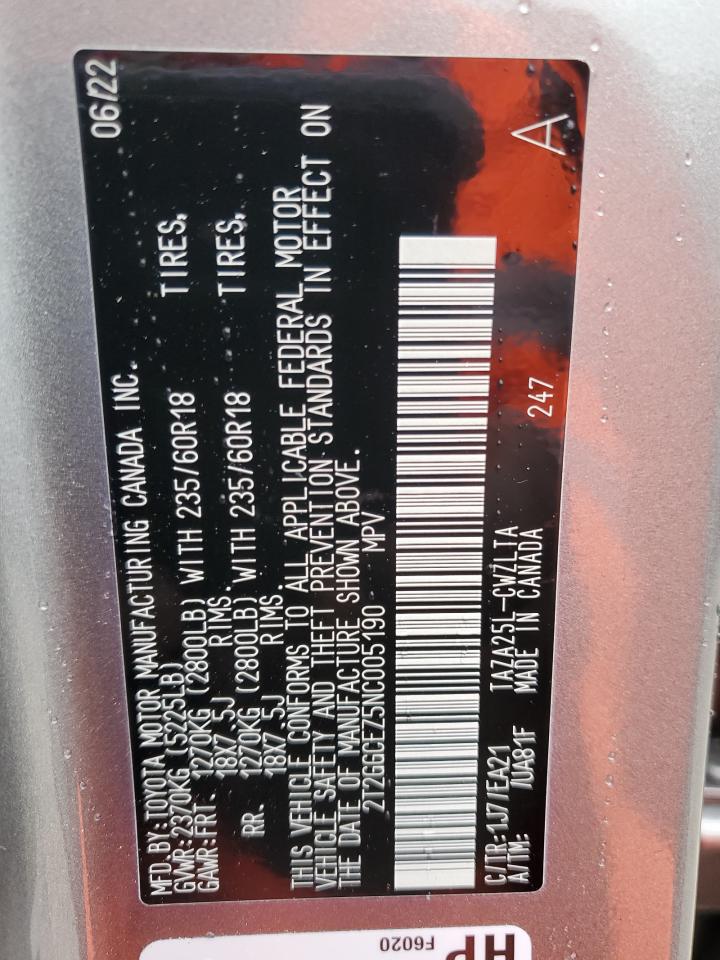 MFD. BY: TOYOTA MOTOR MANUFACTURING CANADA INC. 06/22
GVWR: 2370KG (5225LB)
GAWR: FRT. 1270KG (2800LB) WITH 235/60R18 TIRES,
18X7.5J RIMS.
RR. 1270KG (2800LB) WITH 235/60R18 TIRES,
18X7.5J RIMS.
THIS VEHICLE CONFORMS TO ALL APPLICABLE FEDERAL MOTOR
VEHICLE SAFETY AND THEFT PREVENTION STANDARDS IN EFFECT ON
THE DATE OF MANUFACTURE SHOWN ABOVE.
2T2GGCEZ5NC005190 MPV
C/TR: 1J7/EA21 TAZA25L-CWZLTA
A/TM: /UA81F MADE IN CANADA 247
A
HP
F6020